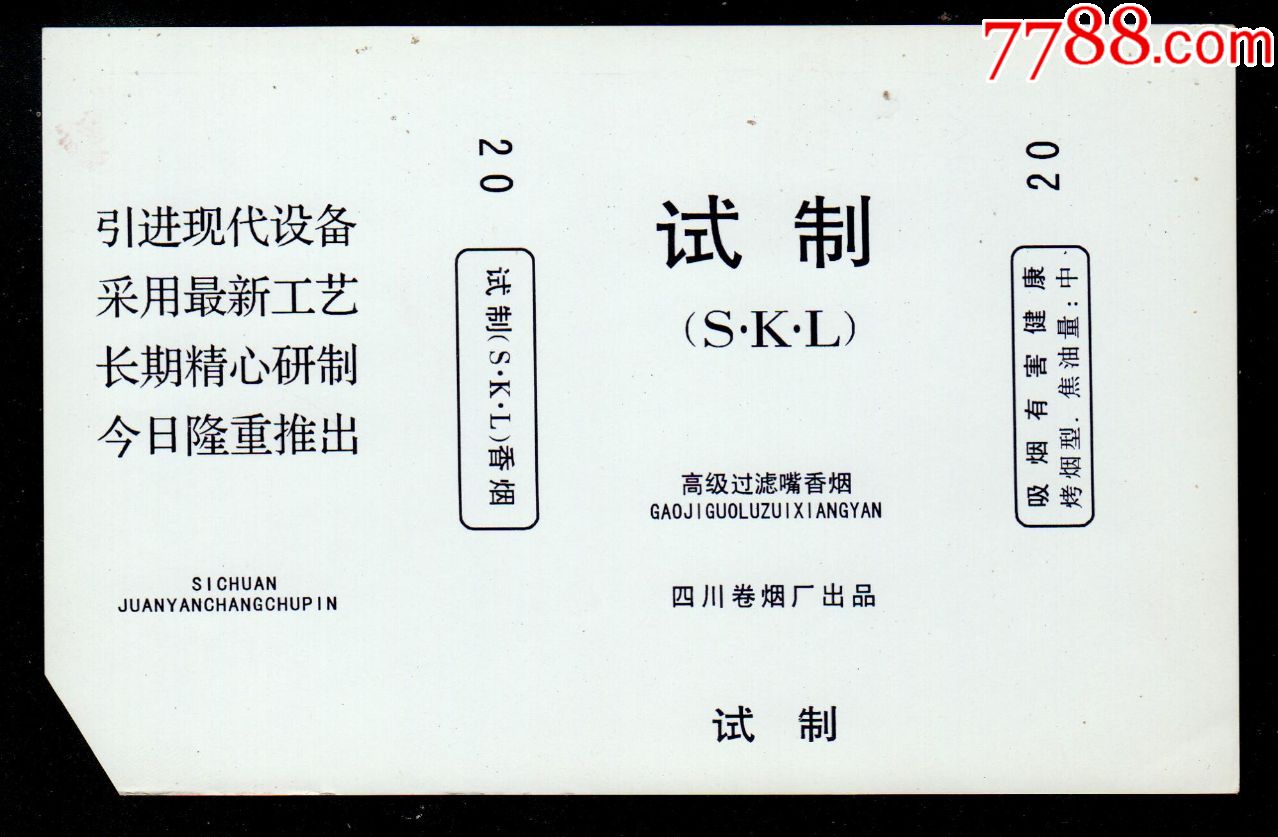 7788.com
引进现代设备
采用最新工艺
长期精心研制
今日隆重推出
SICHUAN
JUANYANCHANGCHUPIN
20
试制(S·K·L)香烟
试制
(S·K·L)
高级过滤嘴香烟
GAOJIGUOLUZUIXIANGYAN
四川卷烟厂出品
试制
20
吸烟有害健康
烤烟型.焦油量:中.